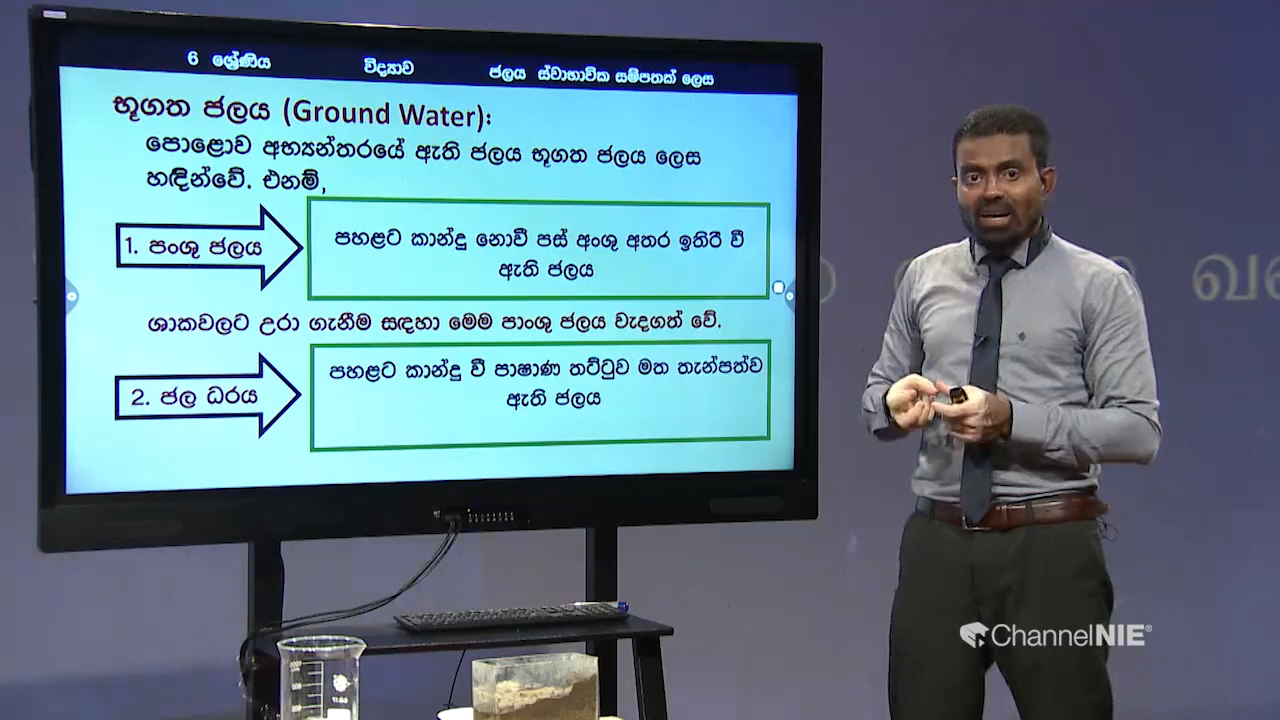 6 ශ්‍රේණිය විද්‍යාව ජලය ස්වාභාවික සම්පතක් ලෙස
භූගත ජලය (Ground Water):
පොළොව අභ්‍යන්තරයේ ඇති ජලය භූගත ජලය ලෙස
හඳින්වේ. එනම්,
1. පංශු ජලය
පහළට කාන්දු නොවී පස් අංශු අතර ඉතිරී වී
ඇති ජලය
ශාකවලට උරා ගැනීම සඳහා මෙම පාංශු ජලය වැදගත් වේ.
2. ජල ධරය
පහළට කාන්දු වී පාෂාණ තට්ටුව මත තැන්පත්ව
ඇති ජලය
ChannelNIE®